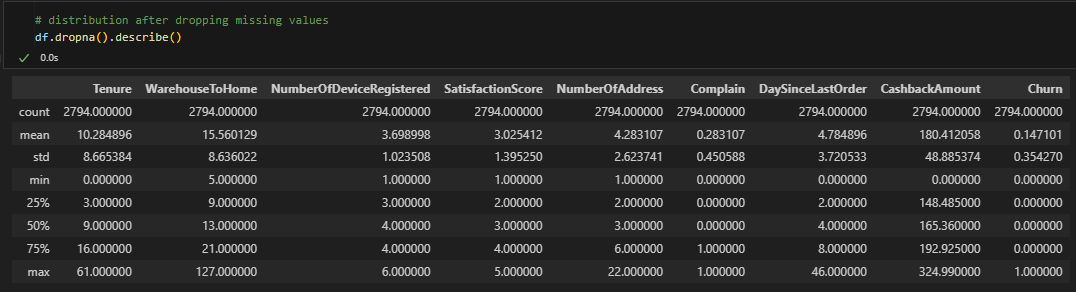 # distribution after dropping missing values
df.dropna().describe()
✓ 0.0s
Tenure WarehouseToHome NumberOfDeviceRegistered SatisfactionScore NumberOfAddress Complain DaySinceLastOrder CashbackAmount Churn
count 2794.000000 2794.000000 2794.000000 2794.000000 2794.000000 2794.000000 2794.000000 2794.000000 2794.000000
mean 10.284896 15.560129 3.698998 3.025412 4.283107 0.283107 4.784896 180.412058 0.147101
std 8.665384 8.636022 1.023508 1.395250 2.623741 0.450588 3.720533 48.885374 0.354270
min 0.000000 5.000000 1.000000 1.000000 1.000000 0.000000 0.000000 0.000000 0.000000
25% 3.000000 9.000000 3.000000 2.000000 2.000000 0.000000 2.000000 148.485000 0.000000
50% 9.000000 13.000000 4.000000 3.000000 3.000000 0.000000 4.000000 165.360000 0.000000
75% 16.000000 21.000000 4.000000 4.000000 6.000000 1.000000 8.000000 192.925000 0.000000
max 61.000000 127.000000 6.000000 5.000000 22.000000 1.000000 46.000000 324.990000 1.000000